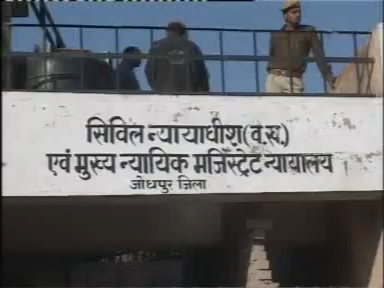 सिविल न्यायाधीश (व.ख.)
एवं मुख्य न्यायिक मजिस्ट्रेट न्यायालय
जोधपुर जिला